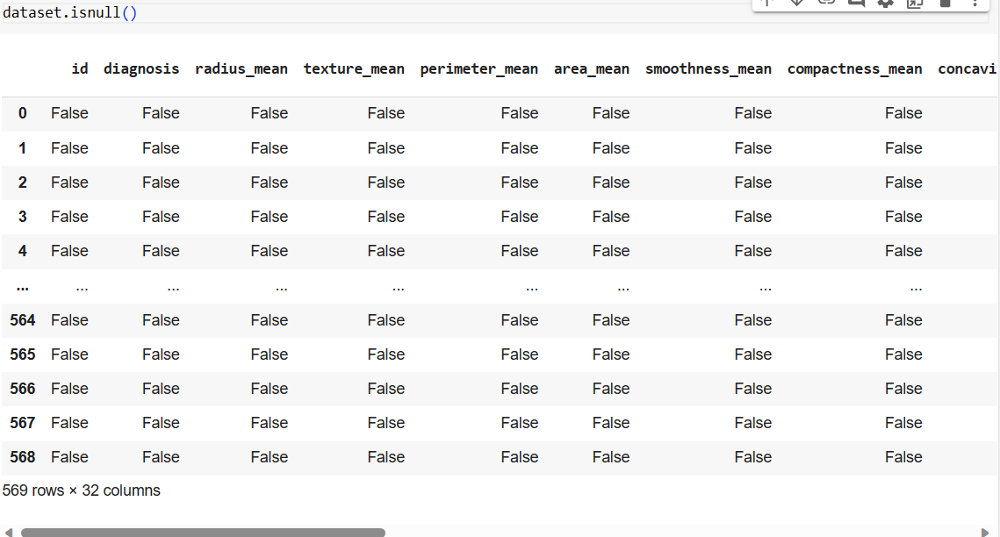 dataset.isnull()
id diagnosis radius_mean texture_mean perimeter_mean area_mean smoothness_mean compactness_mean concavi
0 False False False False False False False False
1 False False False False False False False False
2 False False False False False False False False
3 False False False False False False False False
4 False False False False False False False False
... ... ... ... ... ... ... ... ...
564 False False False False False False False False
565 False False False False False False False False
566 False False False False False False False False
567 False False False False False False False False
568 False False False False False False False False
569 rows × 32 columns